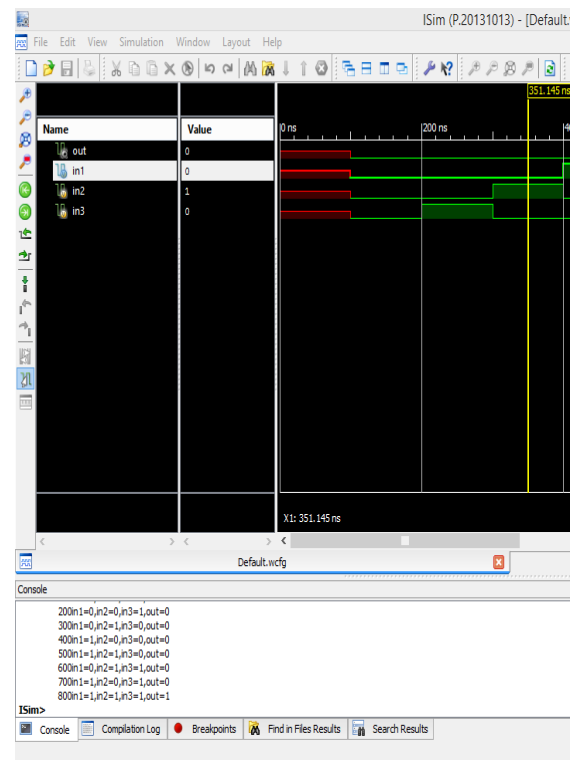 ISim (P.20131013) - [Default.
File Edit View Simulation Window Layout Help
351.145 ns
Name Value
0 ns 200 ns
out 0
in1 0
in2 1
in3 0
X1: 351.145 ns
Default.wcfg
Console
200in1=0,in2=0,in3=1,out=0
300in1=0,in2=1,in3=0,out=0
400in1=1,in2=0,in3=0,out=0
500in1=1,in2=1,in3=0,out=0
600in1=0,in2=1,in3=1,out=0
700in1=1,in2=0,in3=1,out=0
800in1=1,in2=1,in3=1,out=1
ISim>
Console Compilation Log Breakpoints Find in Files Results Search Results